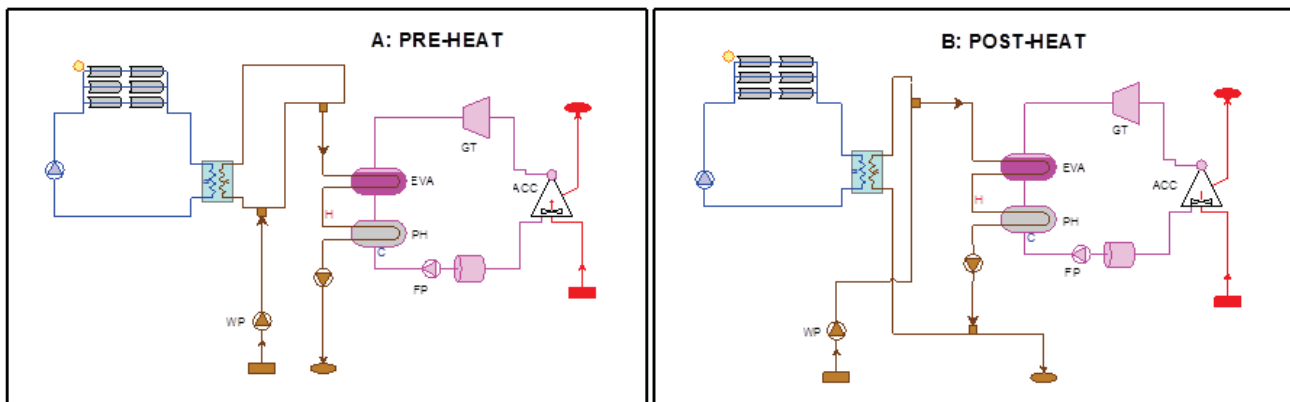 A: PRE-HEAT
GT
EVA
ACC
H
PH
C
FP
WP
B: POST-HEAT
GT
EVA
ACC
H
PH
C
FP
WP